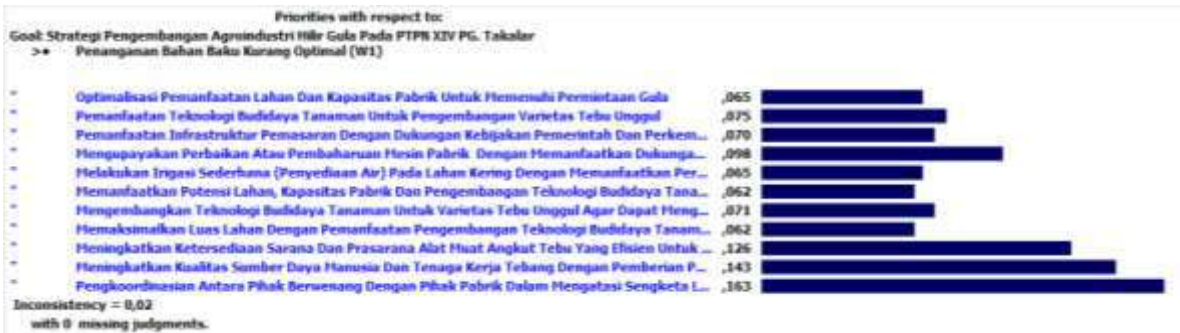 Priorities with respect to:
Goal: Strategi Pengembangan Agroindustri Hilir Gula Pada PTPN XIV PG. Takalar
>* Penanganan Bahan Baku Kurang Optimal (W1)
Optimalisasi Pemanfaatan Lahan Dan Kapasitas Pabrik Untuk Memenuhi Permintaan Gula ,065
Pemanfaatan Teknologi Budidaya Tanaman Untuk Pengembangan Varietas Tebu Unggul ,075
Pemanfaatan Infrastruktur Pemasaran Dengan Dukungan Kebijakan Pemerintah Dan Perkem... ,070
Mengupayakan Perbaikan Atau Pembaharuan Mesin Pabrik Dengan Memanfaatkan Dukunga... ,098
Melakukan Irigasi Sederhana (Penyediaan Air) Pada Lahan Kering Dengan Memanfaatkan Per... ,065
Memanfaatkan Potensi Lahan, Kapasitas Pabrik Dan Pengembangan Teknologi Budidaya Tana... ,062
Mengembangkan Teknologi Budidaya Tanaman Untuk Varietas Tebu Unggul Agar Dapat Meng... ,071
Memaksimalkan Luas Lahan Dengan Pemanfaatan Pengembangan Teknologi Budidaya Tanam... ,062
Meningkatkan Ketersediaan Sarana Dan Prasarana Alat Muat Angkut Tebu Yang Efisien Untuk ... ,126
Meningkatkan Kualitas Sumber Daya Manusia Dan Tenaga Kerja Tebang Dengan Pemberian P... ,143
Pengkoordinasian Antara Pihak Berwenang Dengan Pihak Pabrik Dalam Mengatasi Sengketa L... ,163
Inconsistency = 0,02
with 0 missing judgments.